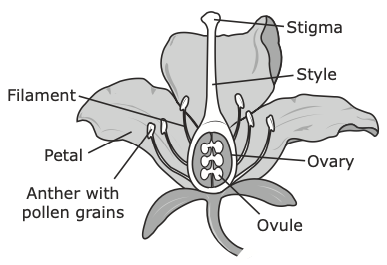 Stigma
Style
Filament
Petal
Ovary
Anther with
pollen grains
Ovule